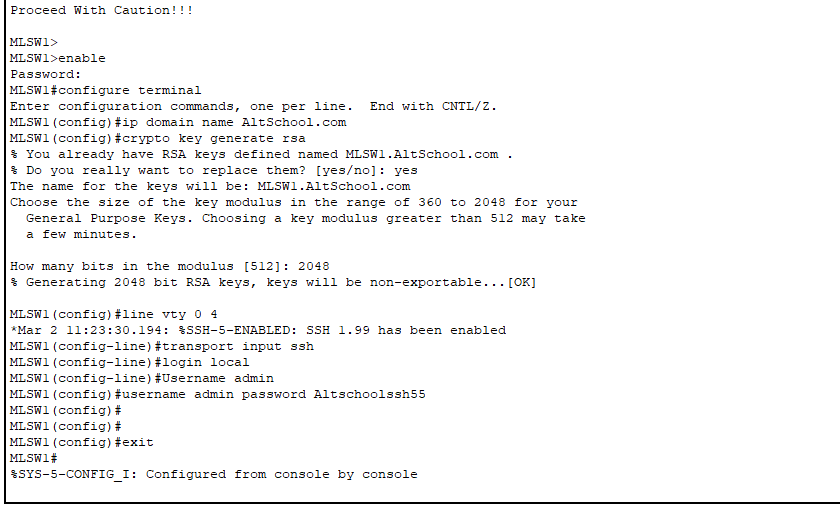 Proceed With Caution!!!
MLSW1>
MLSW1>enable
Password:
MLSW1#configure terminal
Enter configuration commands, one per line.  End with CNTL/Z.
MLSW1(config)#ip domain name AltSchool.com
MLSW1(config)#crypto key generate rsa
% You already have RSA keys defined named MLSW1.AltSchool.com .
% Do you really want to replace them? [yes/no]: yes
The name for the keys will be: MLSW1.AltSchool.com
Choose the size of the key modulus in the range of 360 to 2048 for your
  General Purpose Keys. Choosing a key modulus greater than 512 may take
  a few minutes.
How many bits in the modulus [512]: 2048
% Generating 2048 bit RSA keys, keys will be non-exportable...[OK]
MLSW1(config)#line vty 0 4
*Mar 2 11:23:30.194: %SSH-5-ENABLED: SSH 1.99 has been enabled
MLSW1(config-line)#transport input ssh
MLSW1(config-line)#login local
MLSW1(config-line)#Username admin
MLSW1(config)#username admin password Altschoolssh55
MLSW1(config)#
MLSW1(config)#
MLSW1(config)#exit
MLSW1#
%SYS-5-CONFIG_I: Configured from console by console